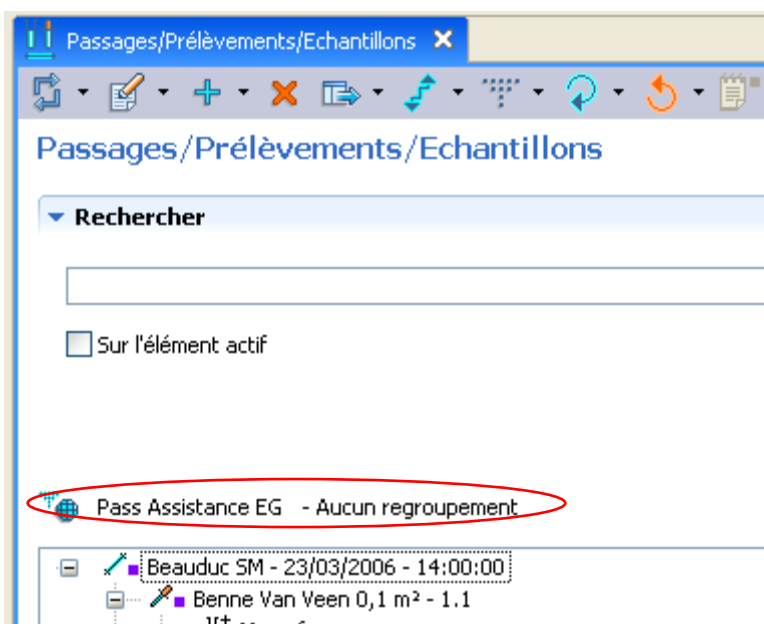 Passages/Prélèvements/Echantillons
Passages/Prélèvements/Echantillons
Rechercher
Sur l'élément actif
Pass Assistance EG - Aucun regroupement
Beauduc SM - 23/03/2006 - 14:00:00
Benne Van Veen 0,1 m² - 1.1